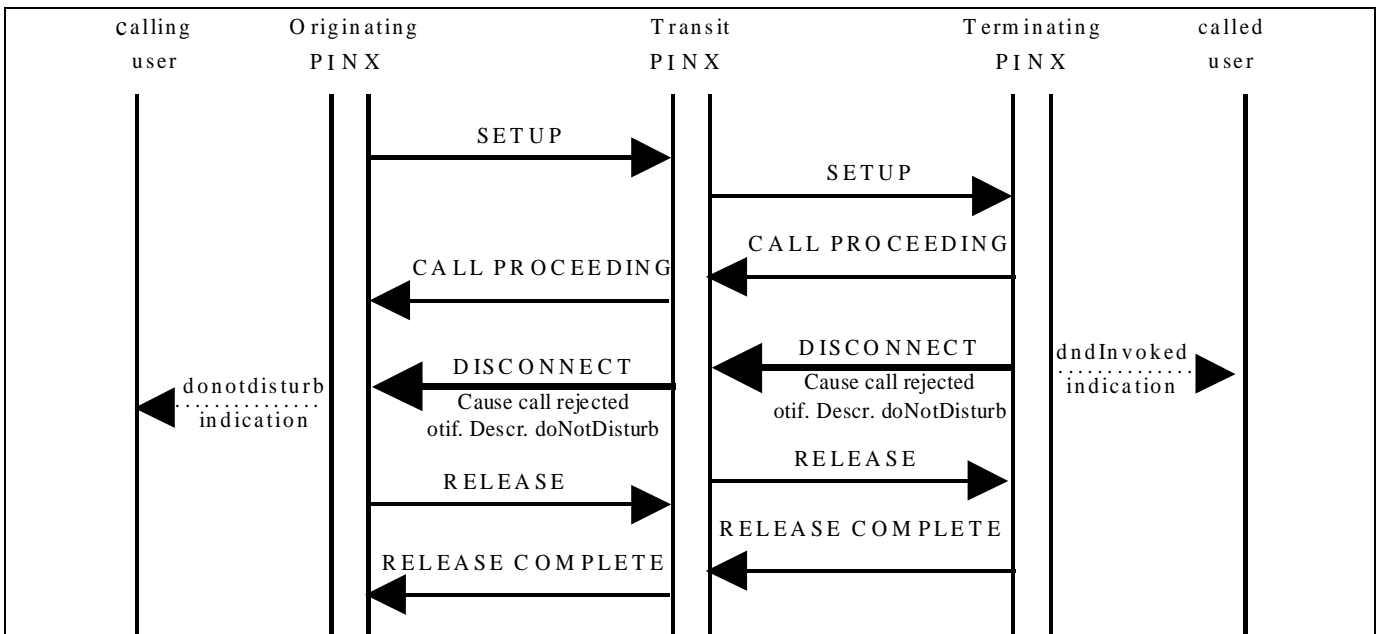 calling Originating Transit Terminating called
user PINX PINX PINX user
SETUP
SETUP
CALL PROCEEDING
CALL PROCEEDING
DISCONNECT
Cause call rejected
otif. Descr. doNotDisturb
dndInvoked
indication
DISCONNECT
Cause call rejected
otif. Descr. doNotDisturb
donotdisturb
indication
RELEASE
RELEASE
RELEASE COMPLETE
RELEASE COMPLETE